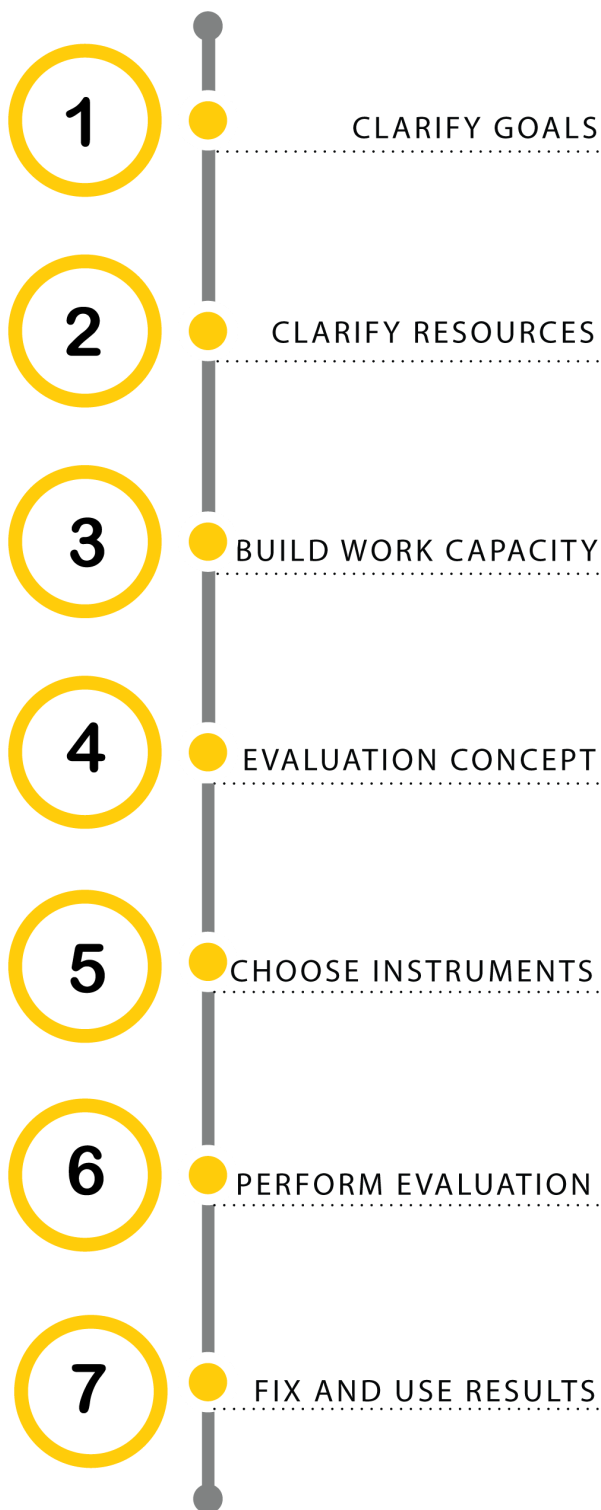 1
CLARIFY GOALS
2
CLARIFY RESOURCES
3
BUILD WORK CAPACITY
4
EVALUATION CONCEPT
5
CHOOSE INSTRUMENTS
6
PERFORM EVALUATION
7
FIX AND USE RESULTS